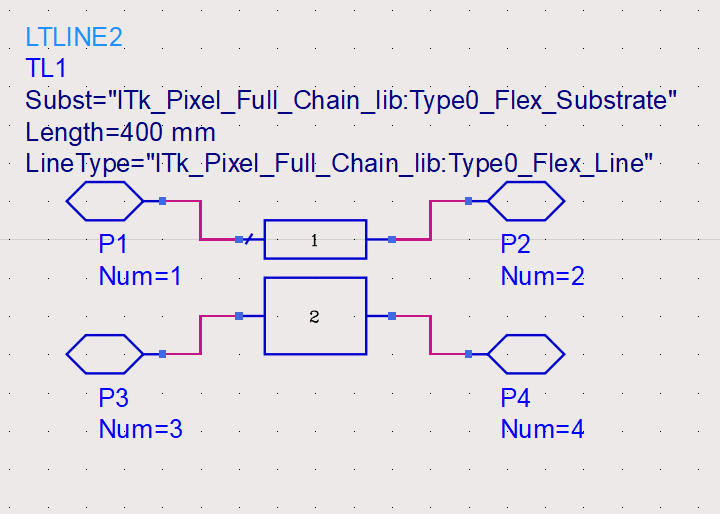 LTLINE2
TL1
Subst="ITk_Pixel_Full_Chain_lib:Type0_Flex_Substrate"
Length=400 mm
LineType="ITk_Pixel_Full_Chain_lib:Type0_Flex_Line"
1
P1
Num=1
P2
Num=2
2
P3
Num=3
P4
Num=4